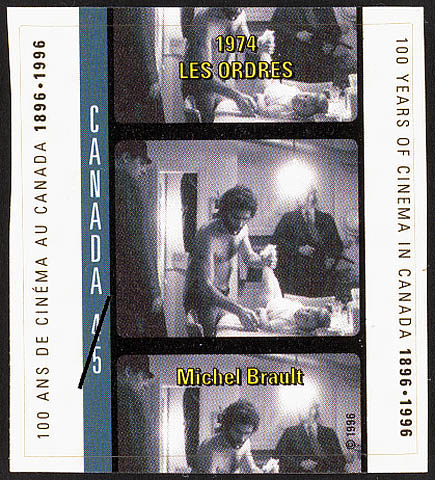 100 ANS DE CINÉMA AU CANADA 1896•1996
CANADA 45
1974
LES ORDRES
Michel Brault
© 1996
100 YEARS OF CINEMA IN CANADA 1896•1996